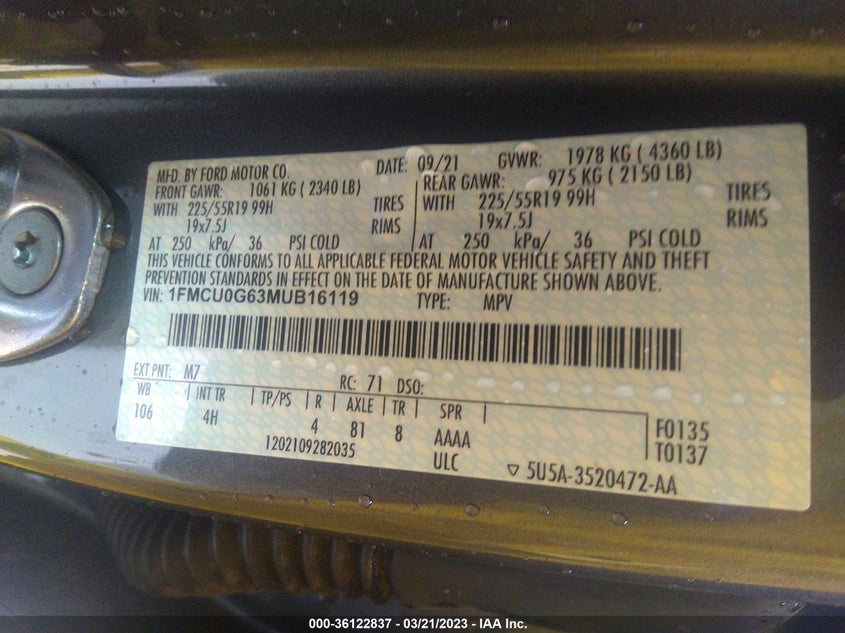 MFD. BY FORD MOTOR CO. DATE: 09/21 GVWR: 1978 KG ( 4360 LB)
FRONT GAWR: 1061 KG ( 2340 LB) REAR GAWR: 975 KG ( 2150 LB)
WITH 225/55R19 99H TIRES WITH 225/55R19 99H TIRES
19x7.5J RIMS 19x7.5J RIMS
AT 250 kPa/ 36 PSI COLD AT 250 kPa/ 36 PSI COLD
THIS VEHICLE CONFORMS TO ALL APPLICABLE FEDERAL MOTOR VEHICLE SAFETY AND THEFT
PREVENTION STANDARDS IN EFFECT ON THE DATE OF MANUFACTURE SHOWN ABOVE.
VIN: 1FMCU0G63MUB16119 TYPE: MPV
EXT PNT: M7 RC: 71 DSO:
WB INT TR TP/PS R AXLE TR SPR
106 4H 4 81 8 AAAA F0135
1202109282035 ULC T0137
5U5A-3520472-AA
000-36122837 - 03/21/2023 - IAA Inc.